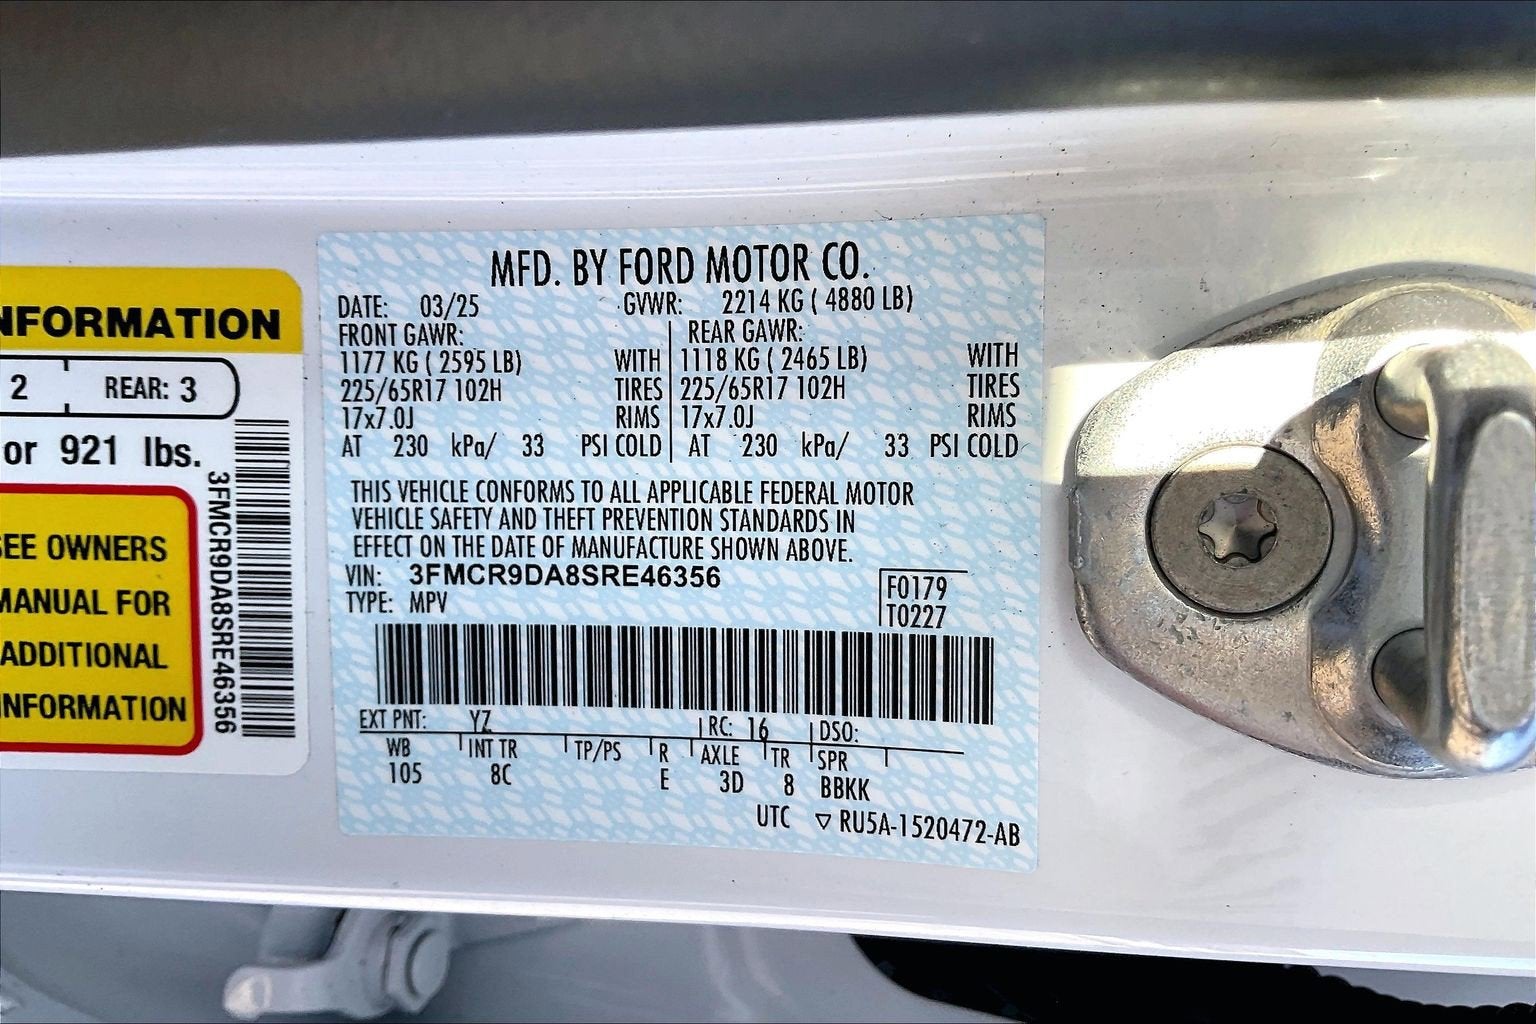 NFORMATION
2 REAR: 3
or 921 lbs.
SEE OWNERS
MANUAL FOR
ADDITIONAL
INFORMATION
3FMCR9DA8SRE46356
MFD. BY FORD MOTOR CO.
DATE: 03/25 GVWR: 2214 KG ( 4880 LB)
FRONT GAWR: REAR GAWR:
1177 KG ( 2595 LB) WITH 1118 KG ( 2465 LB) WITH
225/65R17 102H TIRES 225/65R17 102H TIRES
17x7.0J RIMS 17x7.0J RIMS
AT 230 kPa/ 33 PSI COLD AT 230 kPa/ 33 PSI COLD
THIS VEHICLE CONFORMS TO ALL APPLICABLE FEDERAL MOTOR
VEHICLE SAFETY AND THEFT PREVENTION STANDARDS IN
EFFECT ON THE DATE OF MANUFACTURE SHOWN ABOVE.
VIN: 3FMCR9DA8SRE46356
F0179
TYPE: MPV
T0227
EXT PNT: YZ RC: 16 DSO:
WB INT TR TP/PS R AXLE TR SPR
105 8C E 3D 8 BBKK
UTC ▽ RU5A-1520472-AB